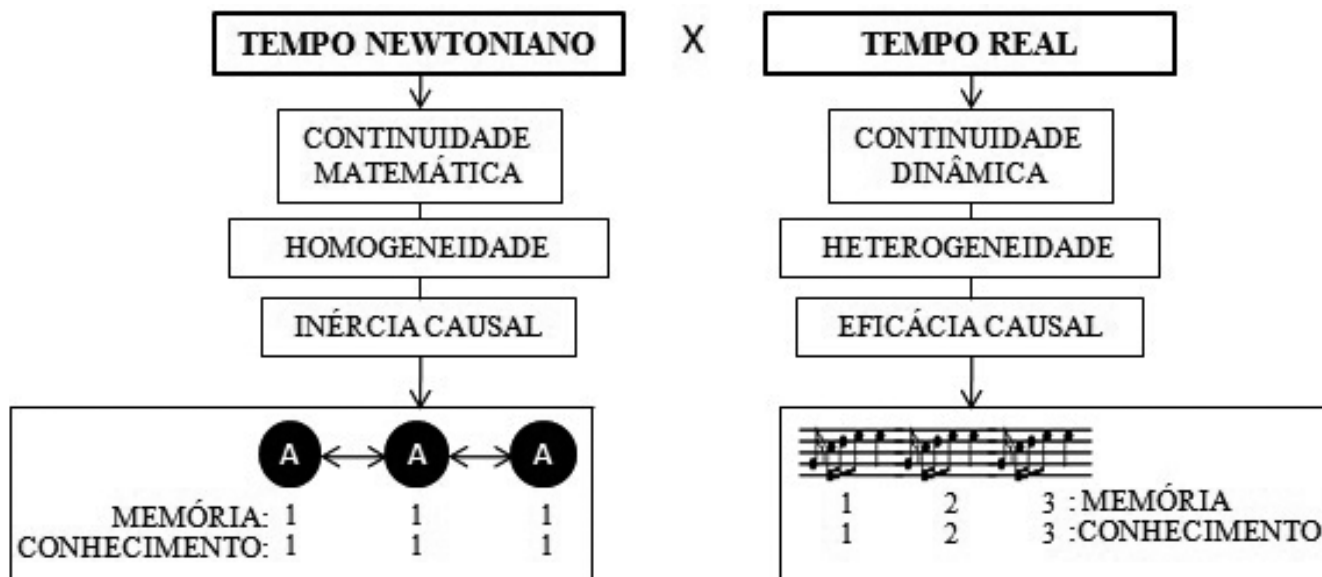 TEMPO NEWTONIANO X TEMPO REAL
CONTINUIDADE
MATEMÁTICA
HOMOGENEIDADE
INÉRCIA CAUSAL
A A A
MEMÓRIA: 1 1 1
CONHECIMENTO: 1 1 1
CONTINUIDADE
DINÂMICA
HETEROGENEIDADE
EFICÁCIA CAUSAL
1 2 3 : MEMÓRIA
1 2 3 :CONHECIMENTO